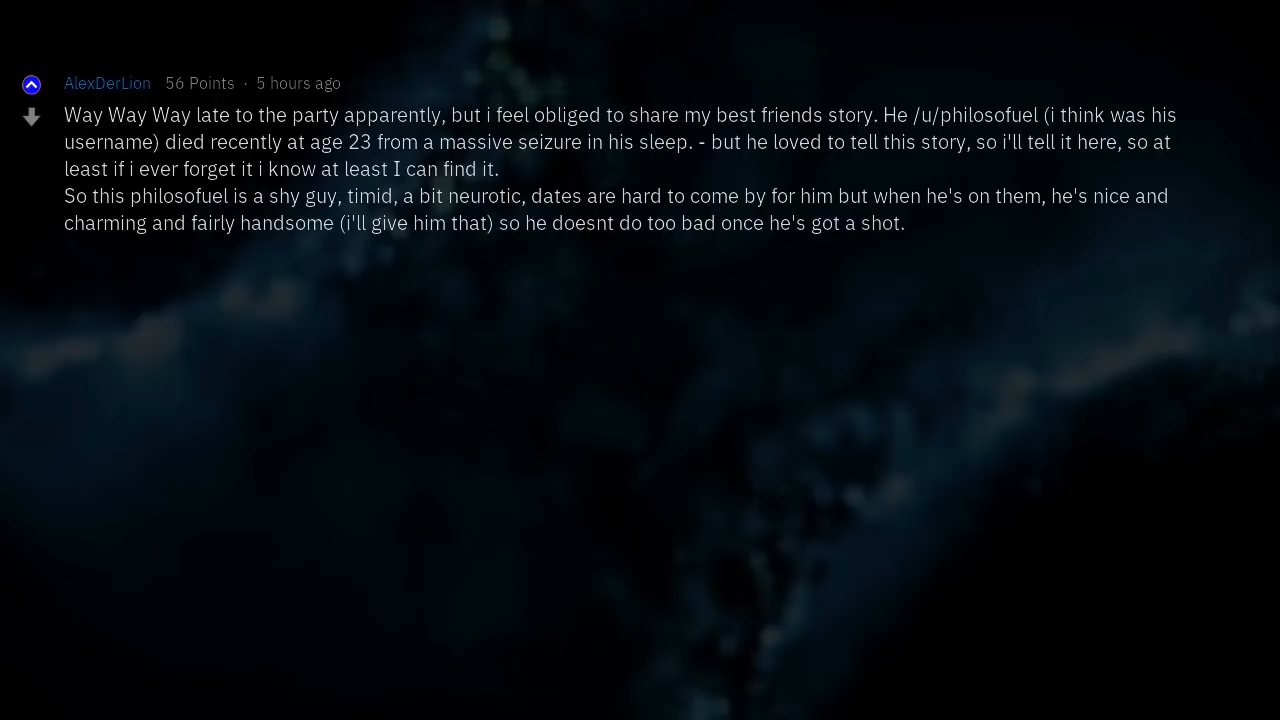 AlexDerLion 56 Points · 5 hours ago
Way Way Way late to the party apparently, but i feel obliged to share my best friends story. He /u/philosofuel (i think was his
username) died recently at age 23 from a massive seizure in his sleep. - but he loved to tell this story, so i'll tell it here, so at
least if i ever forget it i know at least I can find it.
So this philosofuel is a shy guy, timid, a bit neurotic, dates are hard to come by for him but when he's on them, he's nice and
charming and fairly handsome (i'll give him that) so he doesnt do too bad once he's got a shot.